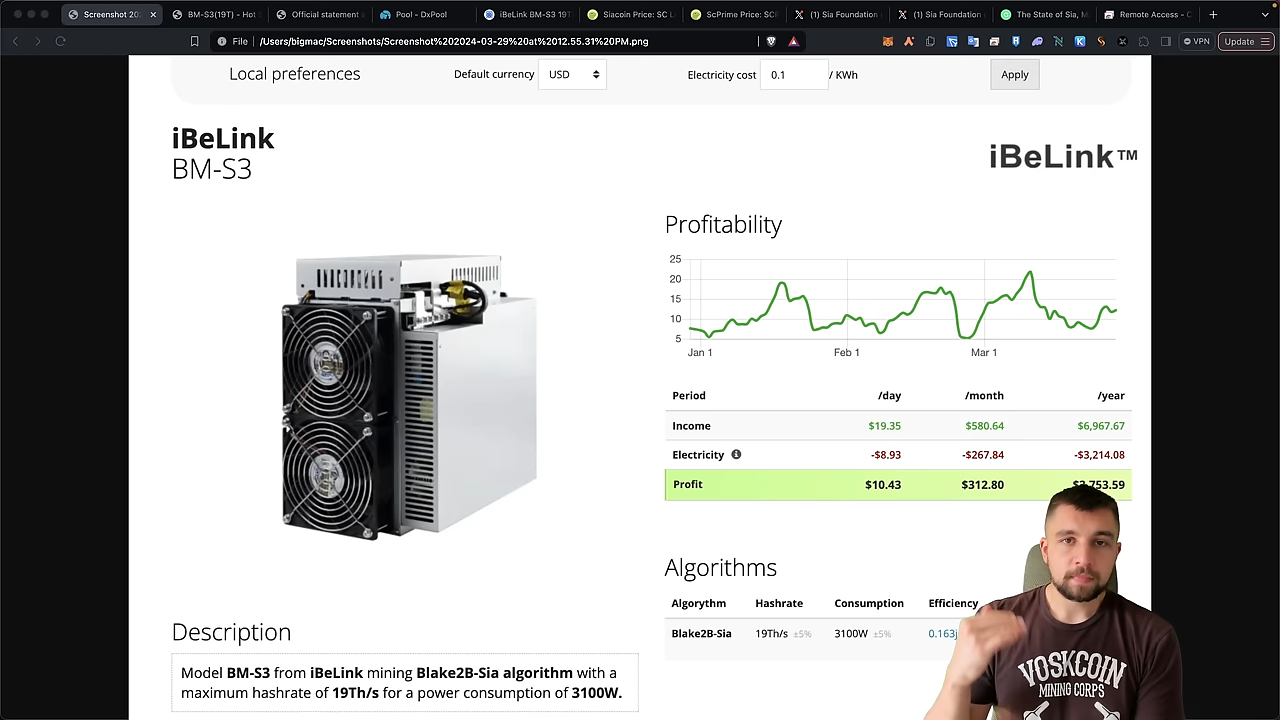 Screenshot 20
BM-S3(19T) - Hot
Official statement
Pool - DxPool
iBeLink BM-S3 19T
Siacoin Price: SC L
ScPrime Price: SCP
(1) Sia Foundation
(1) Sia Foundation
The State of Sia, M
Remote Access - C
File /Users/bigmac/Screenshots/Screenshot%202024-03-29%20at%2012.55.31%20PM.png
VPN
Update
Local preferences
Default currency USD
Electricity cost 0.1 / KWh
Apply
iBeLink
BM-S3
iBeLink™
Profitability
25
20
15
10
5
Jan 1 Feb 1 Mar 1
Period /day /month /year
Income $19.35 $580.64 $6,967.67
Electricity -$8.93 -$267.84 -$3,214.08
Profit $10.43 $312.80 $3,753.59
Algorithms
Algorythm Hashrate Consumption Efficiency
Blake2B-Sia 19Th/s ±5% 3100W ±5% 0.163j
Description
Model BM-S3 from iBeLink mining Blake2B-Sia algorithm with a
maximum hashrate of 19Th/s for a power consumption of 3100W.
VOSKCOIN
MINING CORPS